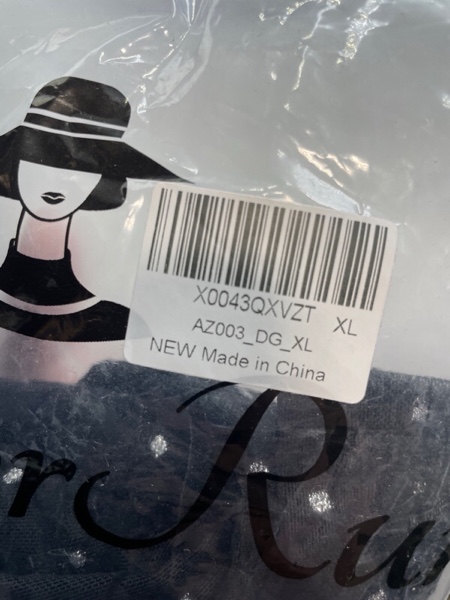 X0043QXVZT XL
AZ003_DG_XL
NEW Made in China